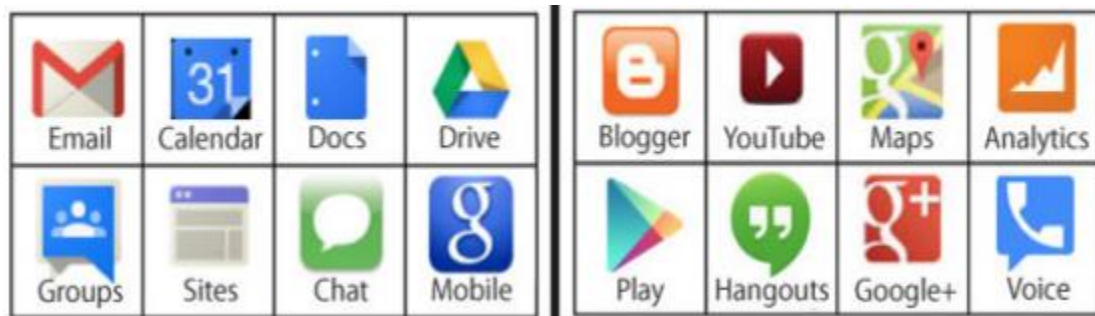 31
Email Calendar Docs Drive
Groups Sites Chat g Mobile
Blogger YouTube g Maps Analytics
Play Hangouts g+ Google+ Voice